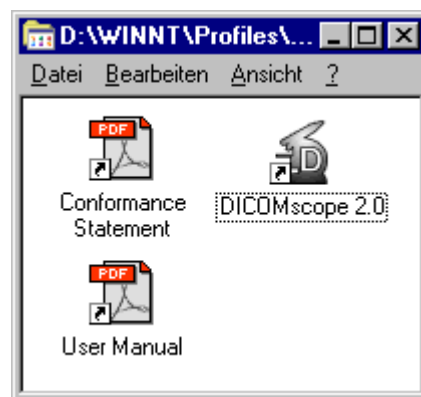 D:\WINNT\Profiles\...
Datei Bearbeiten Ansicht ?
PDF
Conformance
Statement
D
DICOMscope 2.0
PDF
User Manual